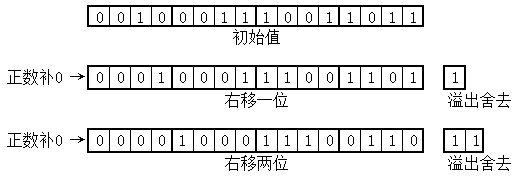 0 0 1 0 0 0 1 1 1 0 0 1 1 0 1 1
初始值
正数补0 → 0 0 0 1 0 0 0 1 1 1 0 0 1 1 0 1 1
右移一位 溢出舍去
正数补0 → 0 0 0 0 1 0 0 0 1 1 1 0 0 1 1 0 1 1
右移两位 溢出舍去